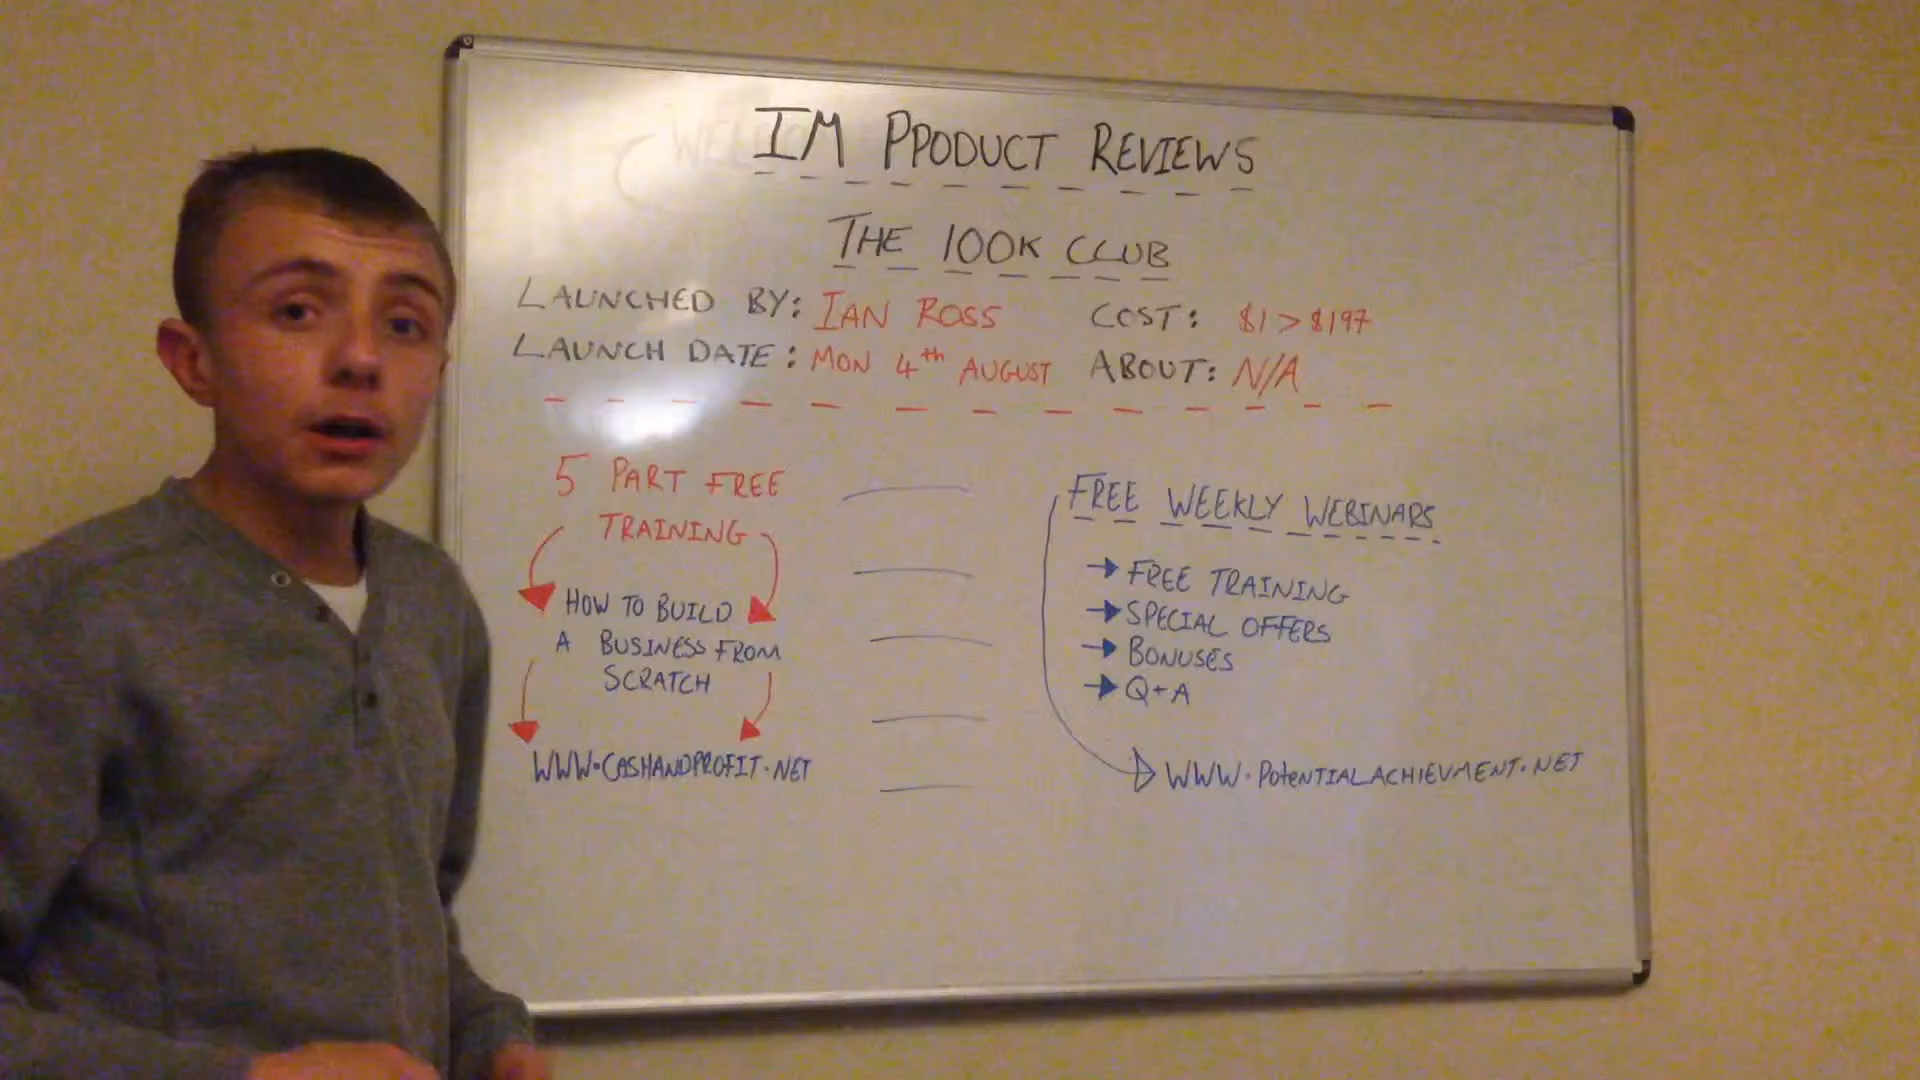 IM PPODUCT REVIEWS
THE 100K CLUB
LAUNCHED BY: IAN ROSS
LAUNCH DATE: MON 4th AUGUST
COST: $1 > $197
ABOUT: N/A
5 PART FREE
TRAINING
HOW TO BUILD
A BUSINESS FROM
SCRATCH
WWW.CASHANDPROFIT.NET
FREE WEEKLY WEBINARS
→ FREE TRAINING
→ SPECIAL OFFERS
→ BONUSES
→ Q+A
WWW.POTENTIALACHIEVMENT.NET